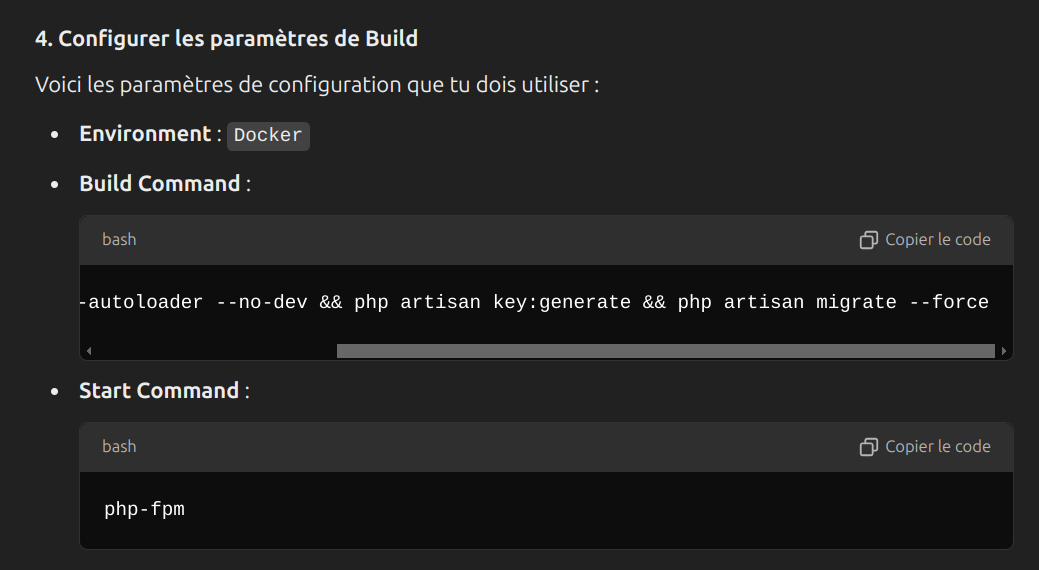 4. Configurer les paramètres de Build
Voici les paramètres de configuration que tu dois utiliser :
Environment : Docker
Build Command :
bash Copier le code
-autoloader --no-dev && php artisan key:generate && php artisan migrate --force
Start Command :
bash Copier le code
php-fpm